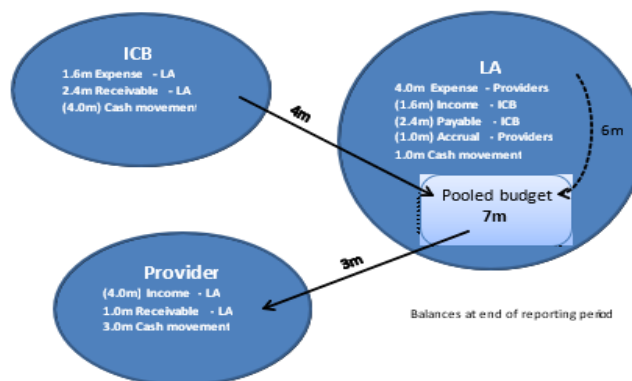 ICB
1.6m Expense - LA
2.4m Receivable - LA
(4.0m) Cash movement
4m
LA
4.0m Expense - Providers
(1.6m) Income - ICB
(2.4m) Payable - ICB
(1.0m) Accrual - Providers
1.0m Cash movement
6m
Pooled budget
7m
3m
Provider
(4.0m) Income - LA
1.0m Receivable - LA
3.0m Cash movement
Balances at end of reporting period